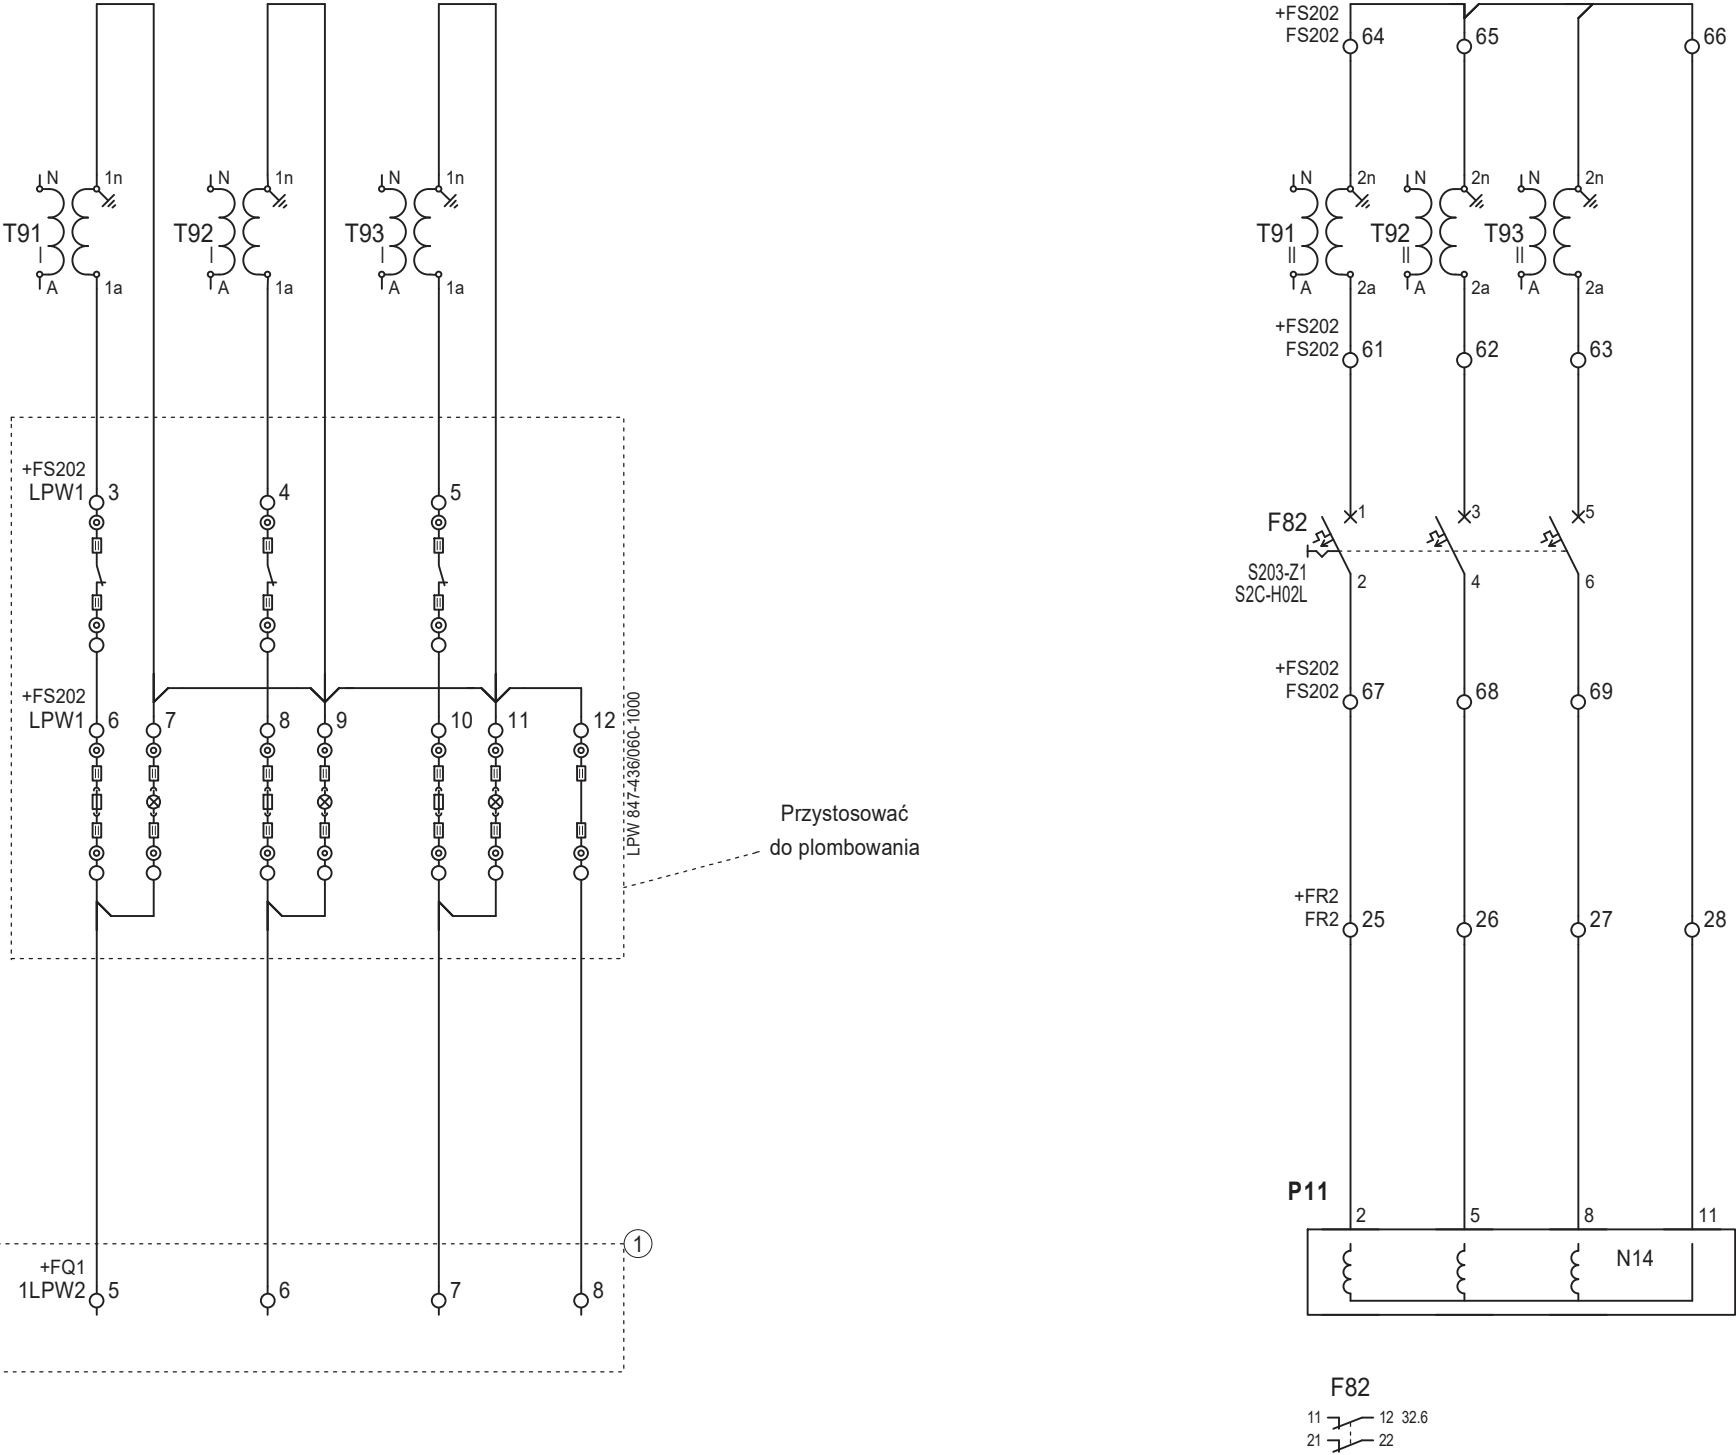 +FS202
FS202 64 65 66
N 1n N 1n N 1n N 2n N 2n N 2n
T91 T92 T93 T91 T92 T93
I I I II II II
A 1a A 1a A 1a A 2a A 2a A 2a
+FS202
FS202 61 62 63
+FS202
LPW1 3 4 5
F82 1 3 5
S203-Z1 2 4 6
S2C-H02L
+FS202
LPW1 6 7 8 9 10 11 12
LPW 847-436/060-1000
+FS202
FS202 67 68 69
Przystosować
do plombowania
+FR2
FR2 25 26 27 28
P11
2 5 8 11
N14
1
+FQ1
1LPW2 5 6 7 8
F82
11 12 32.6
21 22